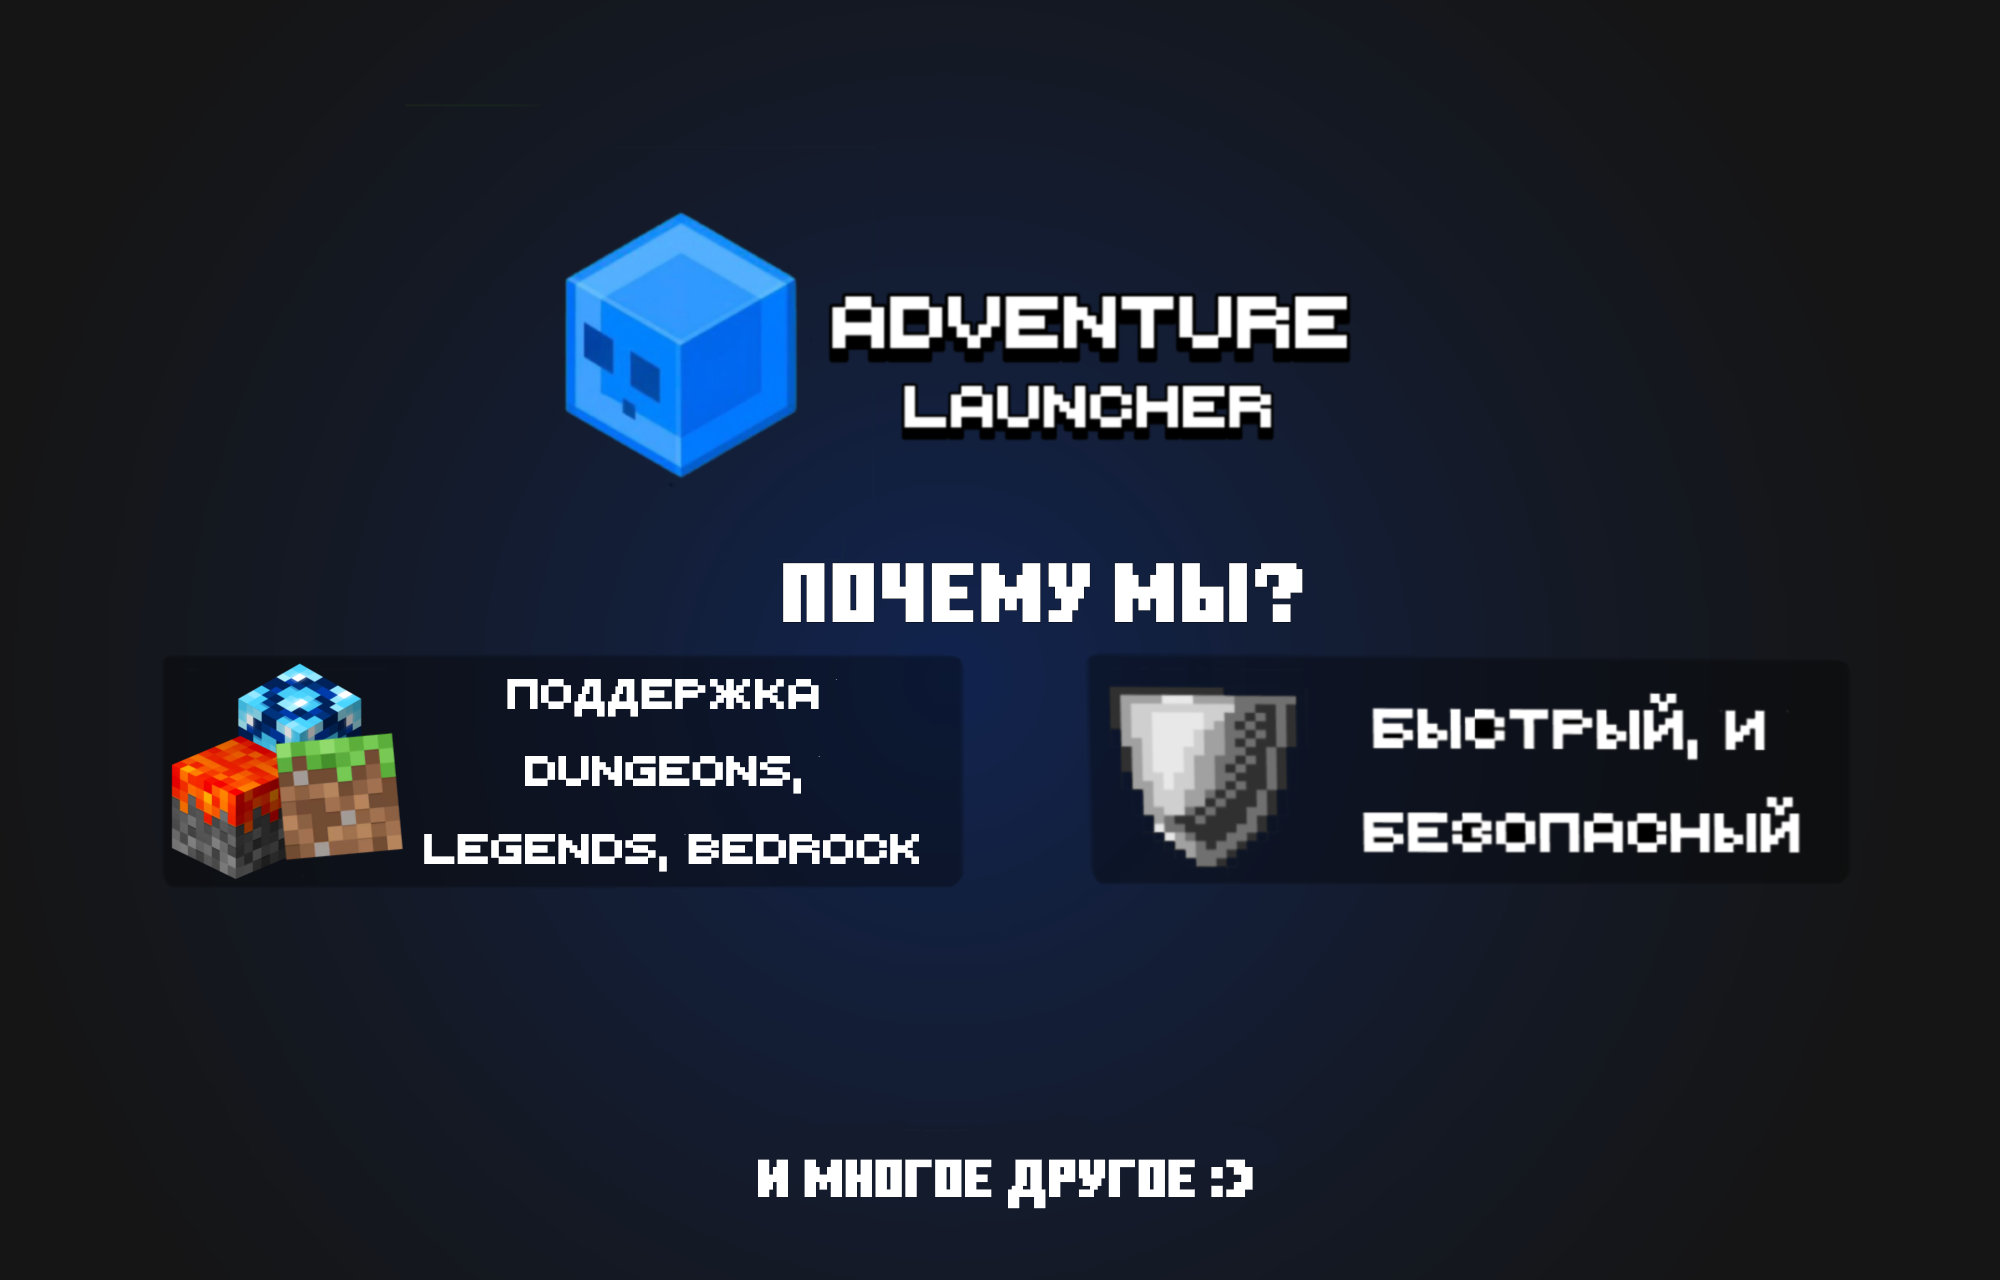 ADVENTURE
LAUNCHER
ПОЧЕМУ МЫ?
ПОДДЕРЖКА
DUNGEONS,
LEGENDS, BEDROCK
БЫСТРЫЙ, И
БЕЗОПАСНЫЙ
И МНОГОЕ ДРУГОЕ :)